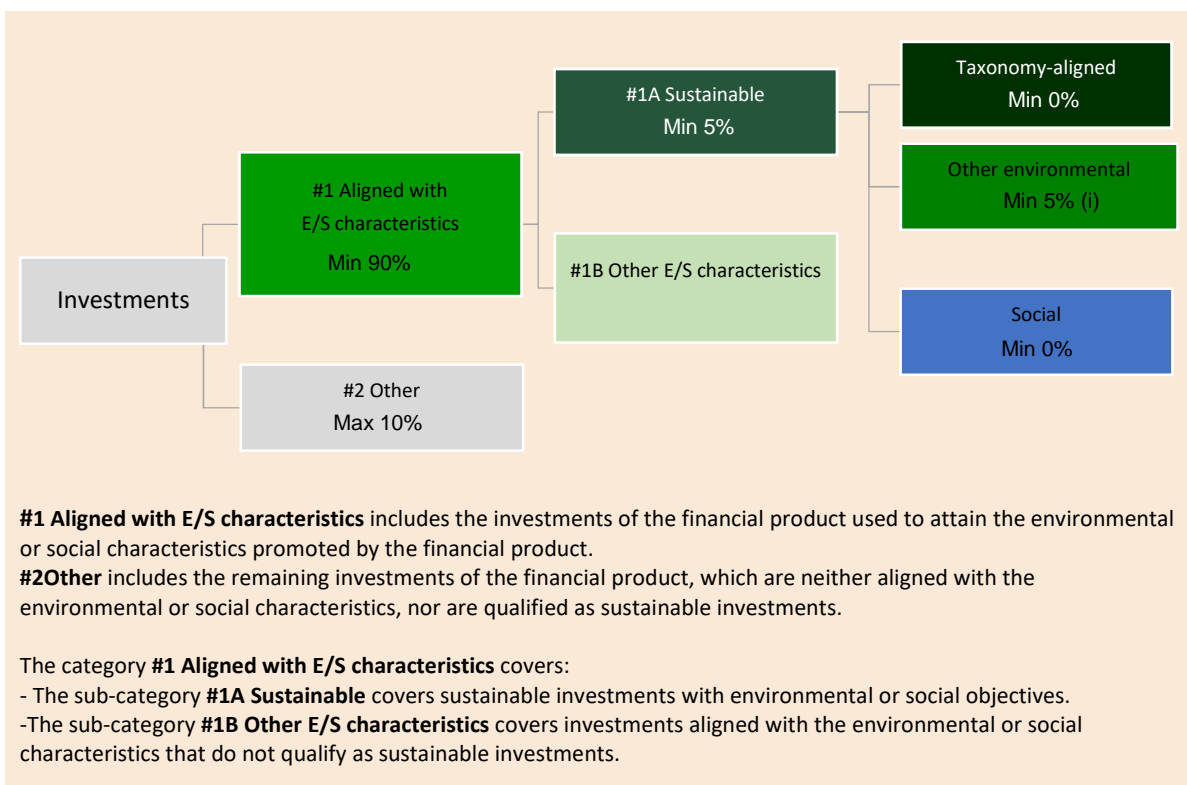 Taxonomy-aligned
Min 0%
#1A Sustainable
Min 5%
Other environmental
Min 5% (i)
#1 Aligned with
E/S characteristics
Min 90%
#1B Other E/S characteristics
Investments
Social
Min 0%
#2 Other
Max 10%
#1 Aligned with E/S characteristics includes the investments of the financial product used to attain the environmental
or social characteristics promoted by the financial product.
#2Other includes the remaining investments of the financial product, which are neither aligned with the
environmental or social characteristics, nor are qualified as sustainable investments.
The category #1 Aligned with E/S characteristics covers:
- The sub-category #1A Sustainable covers sustainable investments with environmental or social objectives.
-The sub-category #1B Other E/S characteristics covers investments aligned with the environmental or social
characteristics that do not qualify as sustainable investments.